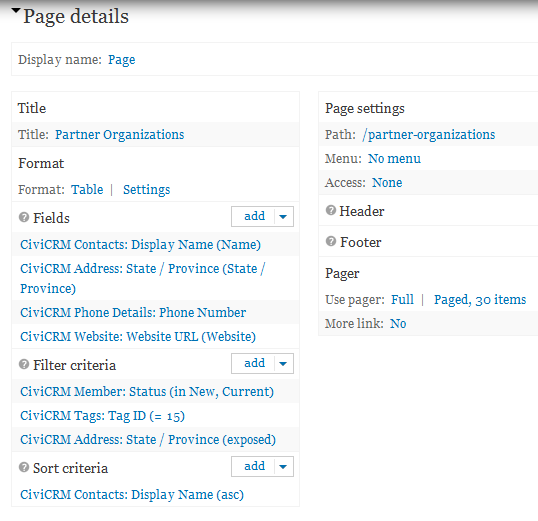 Page details
Display name: Page
Title
Title: Partner Organizations
Format
Format: Table | Settings
Fields add
CiviCRM Contacts: Display Name (Name)
CiviCRM Address: State / Province (State /
Province)
CiviCRM Phone Details: Phone Number
CiviCRM Website: Website URL (Website)
Filter criteria add
CiviCRM Member: Status (in New, Current)
CiviCRM Tags: Tag ID (= 15)
CiviCRM Address: State / Province (exposed)
Sort criteria add
CiviCRM Contacts: Display Name (asc)
Page settings
Path: /partner-organizations
Menu: No menu
Access: None
Header
Footer
Pager
Use pager: Full | Paged, 30 items
More link: No